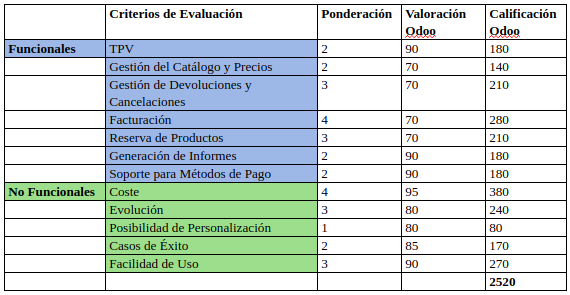 Criterios de Evaluación Ponderación Valoración Odoo Calificación Odoo
Funcionales TPV 2 90 180
Gestión del Catálogo y Precios 2 70 140
Gestión de Devoluciones y Cancelaciones 3 70 210
Facturación 4 70 280
Reserva de Productos 3 70 210
Generación de Informes 2 90 180
Soporte para Métodos de Pago 2 90 180
No Funcionales Coste 4 95 380
Evolución 3 80 240
Posibilidad de Personalización 1 80 80
Casos de Éxito 2 85 170
Facilidad de Uso 3 90 270
2520